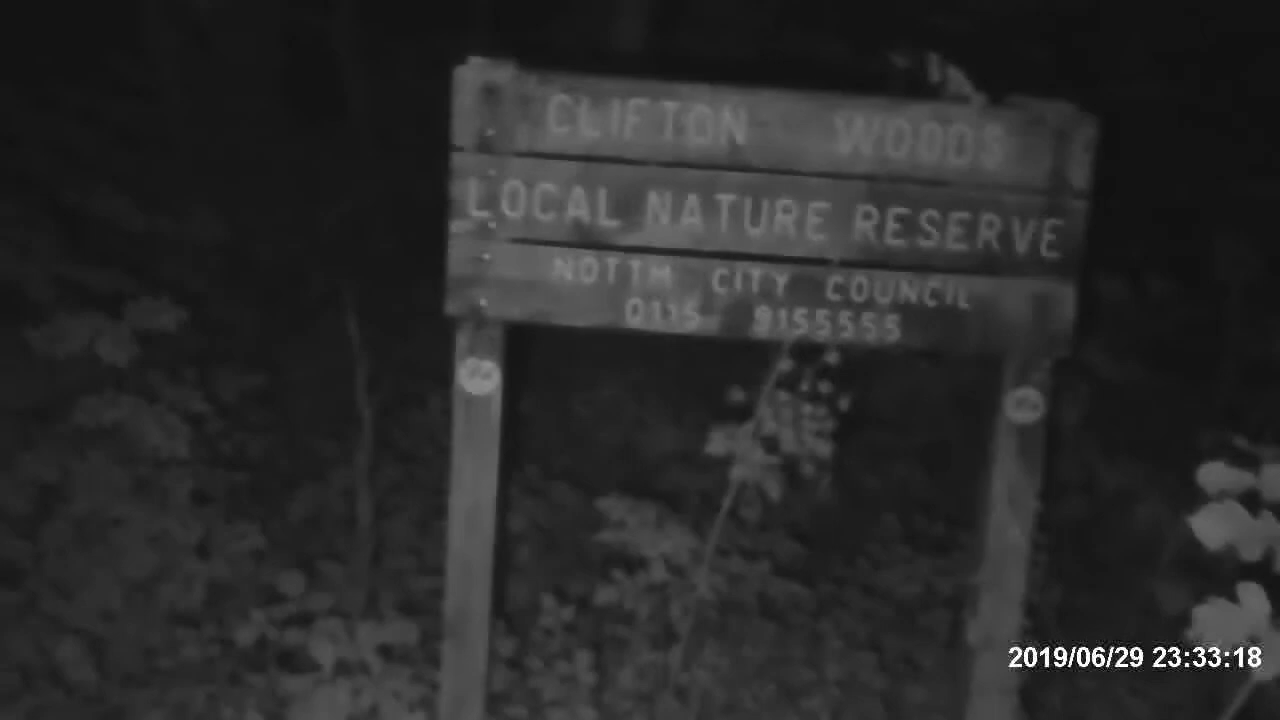 CLIFTON WOODS
LOCAL NATURE RESERVE
NOTTM CITY COUNCIL
0115 9155555
2019/06/29 23:33:18